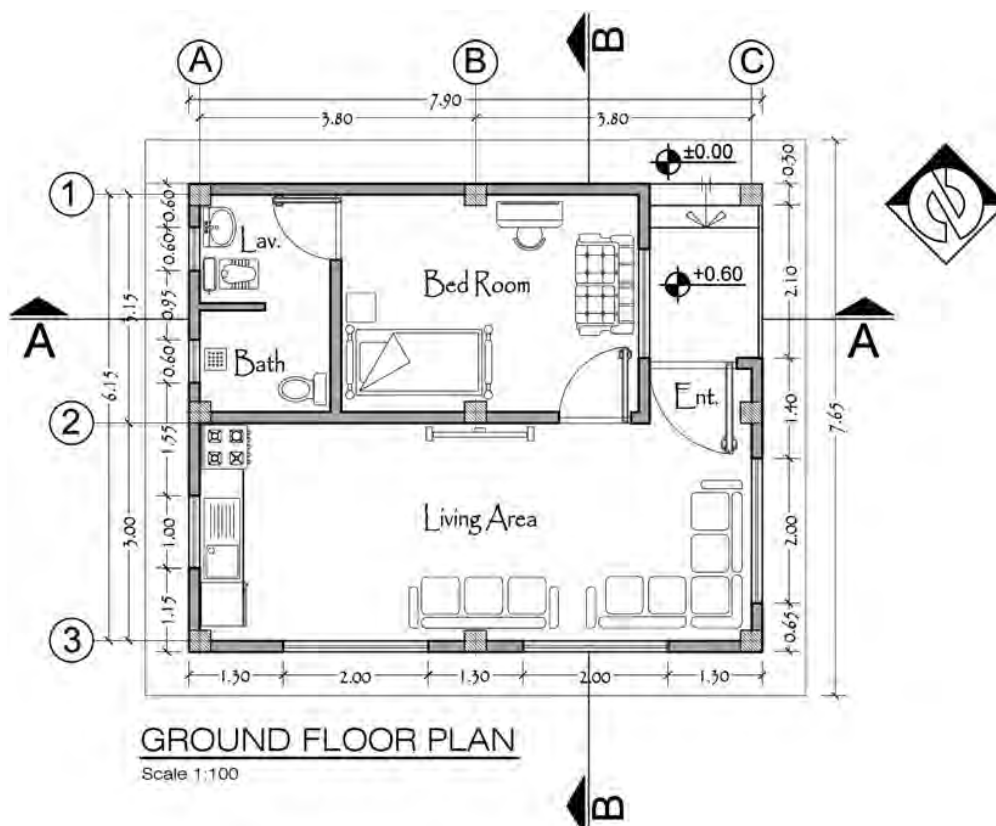 B
A B C
7.90
3.80 3.80
±0.00
0.30
1
0.60
0.60
Lav.
Bed Room
+0.60
2.10
3.15
0.95
A A
Bath
0.60
6.15
Ent.
1.40
7.65
2
1.55
Living Area
3.00
1.00
2.00
1.15
0.65
3
1.30 2.00 1.30 2.00 1.30
GROUND FLOOR PLAN
Scale 1:100
B